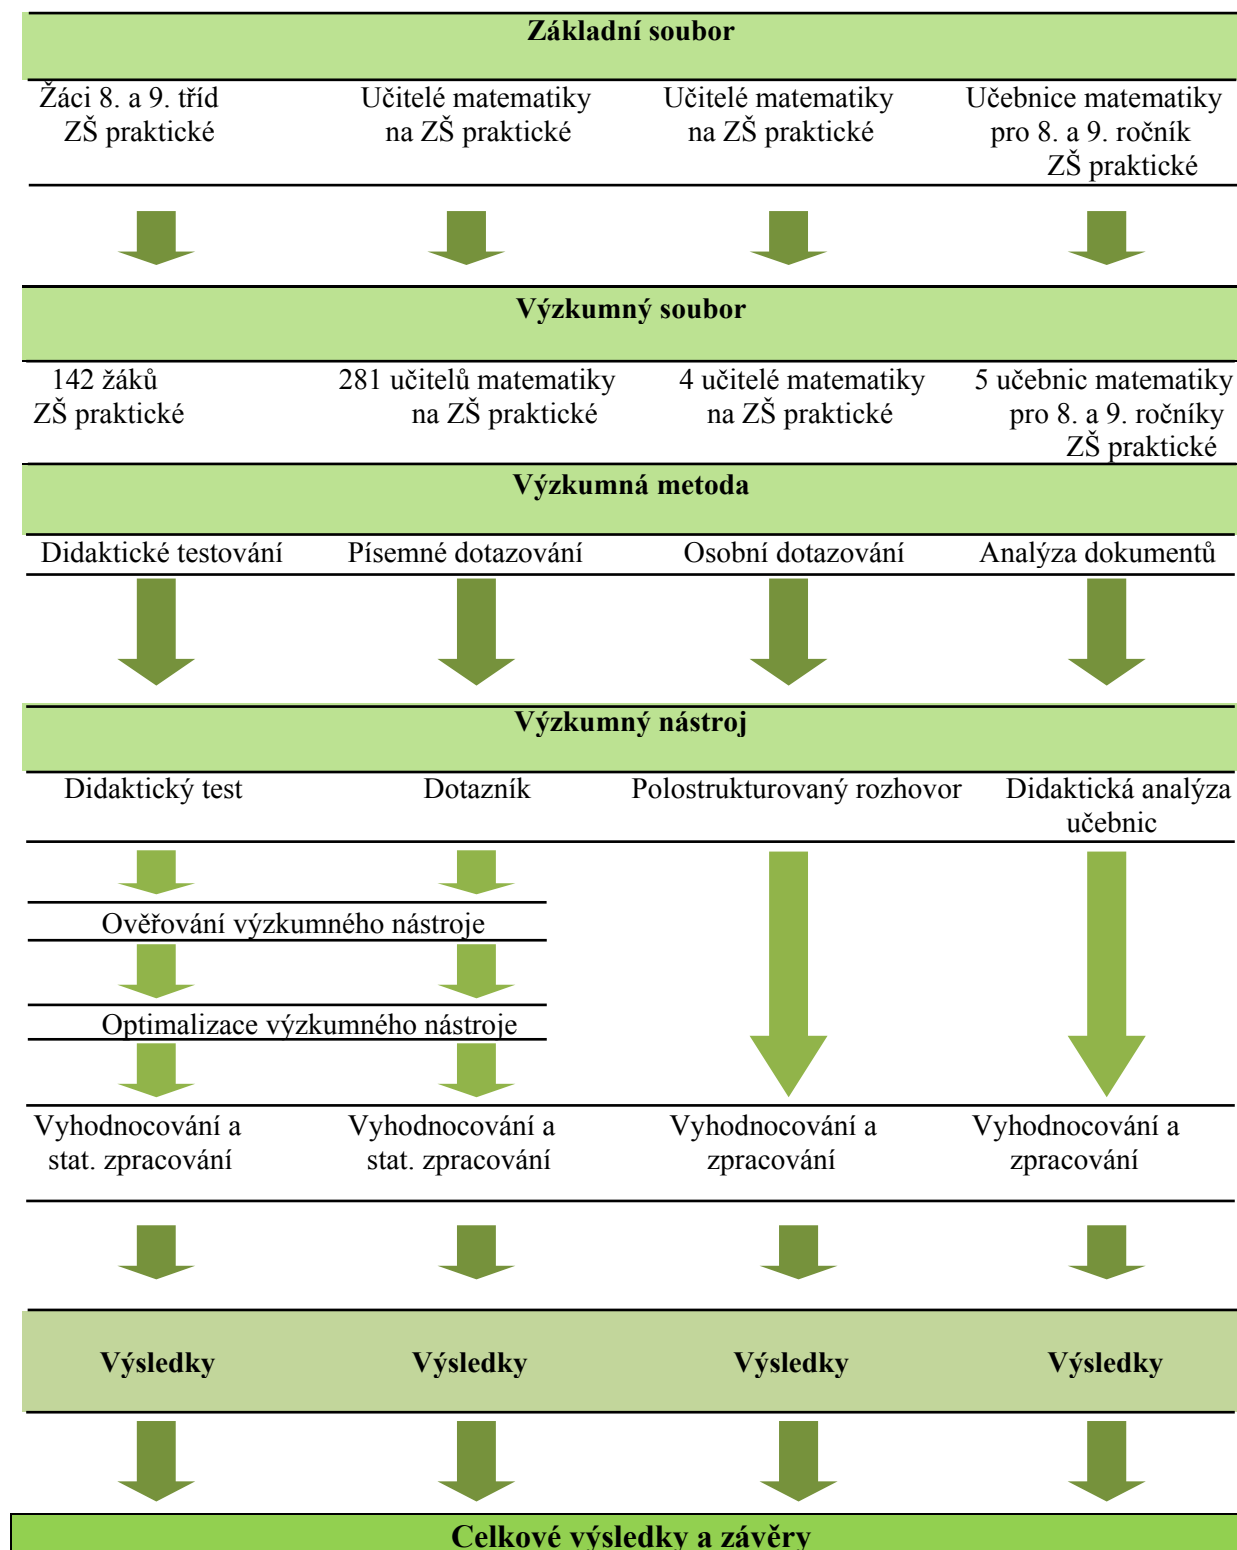 Základní soubor
Žáci 8. a 9. tříd Učitelé matematiky Učitelé matematiky Učebnice matematiky
ZŠ praktické na ZŠ praktické na ZŠ praktické pro 8. a 9. ročník
ZŠ praktické
Výzkumný soubor
142 žáků 281 učitelů matematiky 4 učitelé matematiky 5 učebnic matematiky
ZŠ praktické na ZŠ praktické na ZŠ praktické pro 8. a 9. ročníky
ZŠ praktické
Výzkumná metoda
Didaktické testování Písemné dotazování Osobní dotazování Analýza dokumentů
Výzkumný nástroj
Didaktický test Dotazník Polostrukturovaný rozhovor Didaktická analýza
učebnic
Ověřování výzkumného nástroje
Optimalizace výzkumného nástroje
Vyhodnocování a Vyhodnocování a Vyhodnocování a Vyhodnocování a
stat. zpracování stat. zpracování zpracování zpracování
Výsledky Výsledky Výsledky Výsledky
Celkové výsledky a závěry